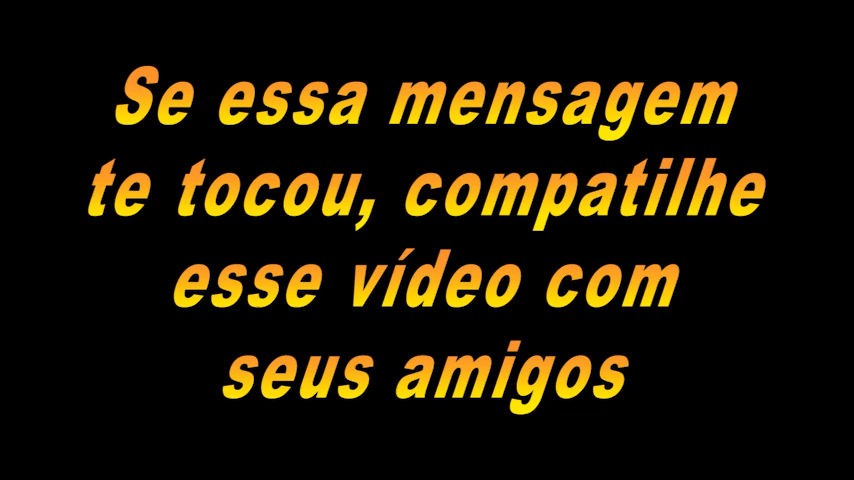 Se essa mensagem
te tocou, compatilhe
esse vídeo com
seus amigos